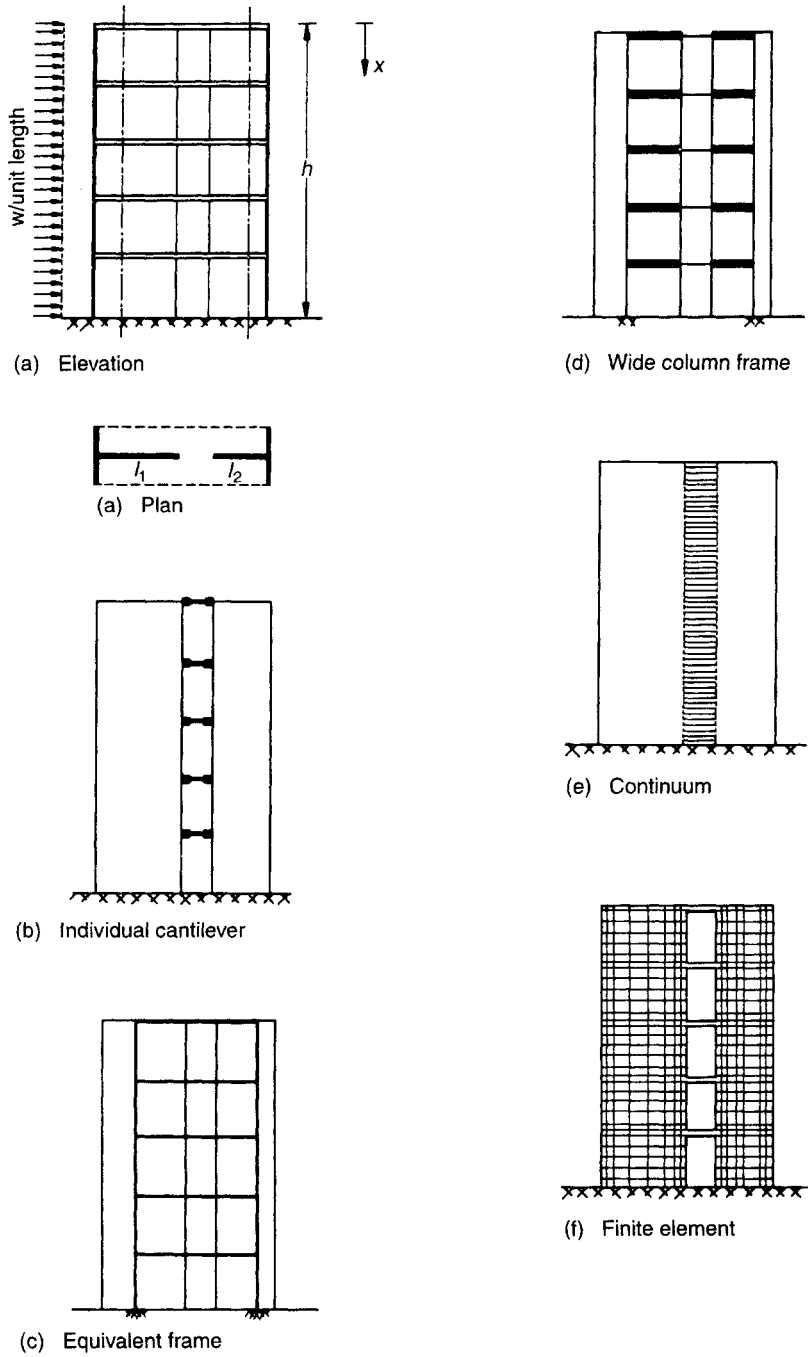 w/unit length
h
x
(a) Elevation
l1
l2
(a) Plan
(b) Individual cantilever
(c) Equivalent frame
(d) Wide column frame
(e) Continuum
(f) Finite element